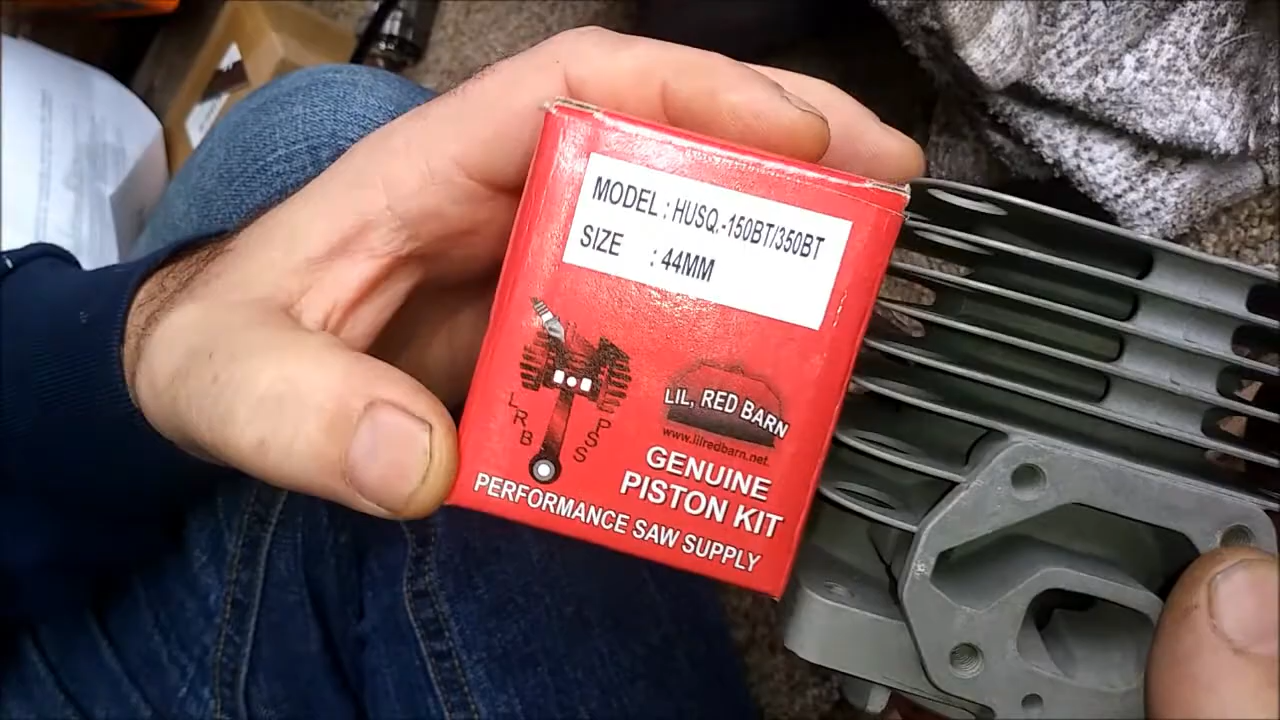 MODEL : HUSQ.-150BT/350BT
SIZE : 44MM
LRB
PSS
LIL, RED BARN
www.lilredbarn.net.
GENUINE
PISTON KIT
PERFORMANCE SAW SUPPLY